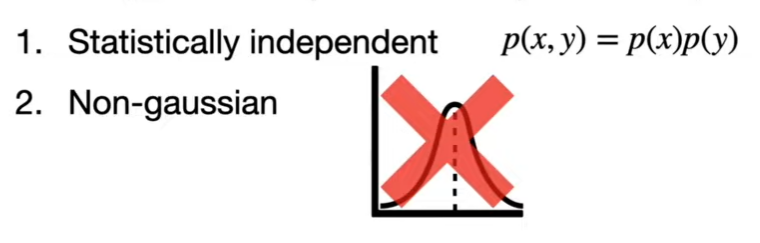 1. Statistically independent p(x, y) = p(x)p(y)
2. Non-gaussian